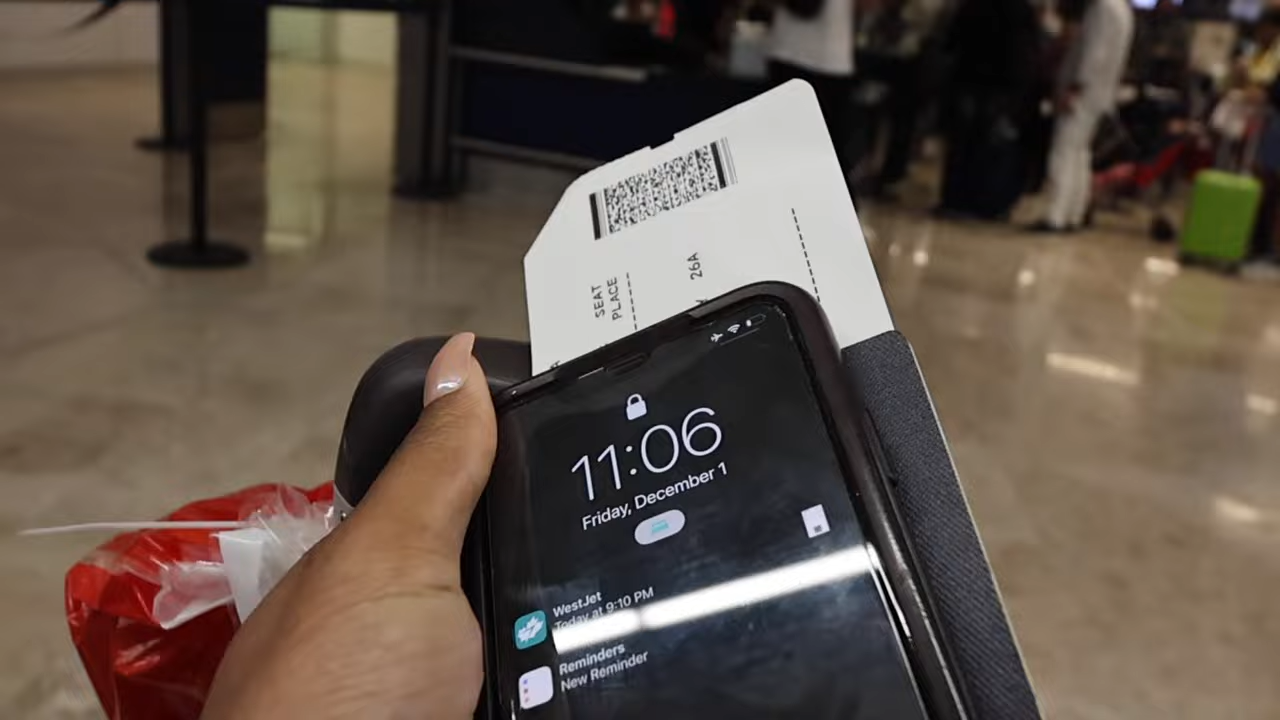 SEAT
PLACE
26A
11:06
Friday, December 1
WestJet
Today at 9:10 PM
Reminders
New Reminder